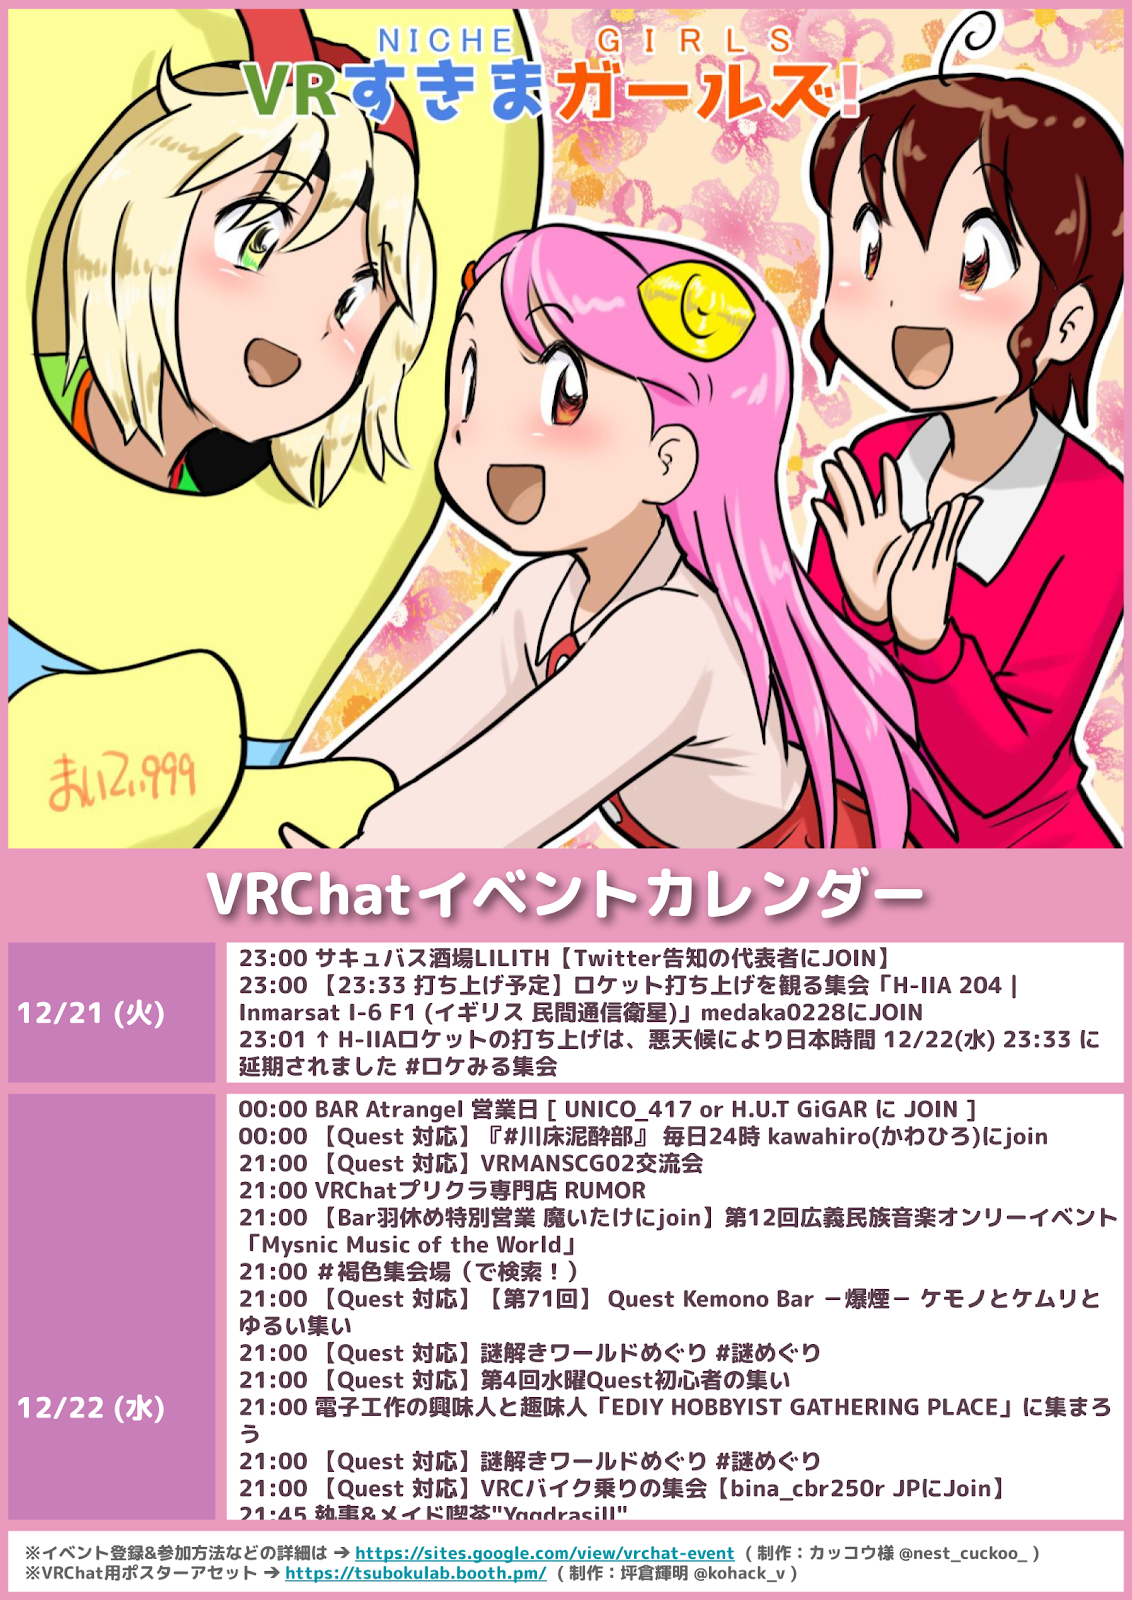 NICHE GIRLS
VRすきまガールズ!
まいてぃ999
VRChatイベントカレンダー
12/21 (火)
23:00 サキュバス酒場LILITH【Twitter告知の代表者にJOIN】
23:00 【23:33 打ち上げ予定】ロケット打ち上げを観る集会「H-IIA 204 |
Inmarsat I-6 F1 (イギリス 民間通信衛星)」medaka0228にJOIN
23:01 ↑ H-IIAロケットの打ち上げは、悪天候により日本時間 12/22(水) 23:33 に
延期されました #ロケみる集会
12/22 (水)
00:00 BAR Atrangel 営業日 [ UNICO_417 or H.U.T GiGAR に JOIN ]
00:00 【Quest 対応】『#川床泥酔部』 毎日24時 kawahiro(かわひろ)にjoin
21:00 【Quest 対応】VRMANSCG02交流会
21:00 VRChatプリクラ専門店 RUMOR
21:00 【Bar羽休め特別営業 魔いたけにjoin】第12回広義民族音楽オンリーイベント
「Mysnic Music of the World」
21:00 ＃褐色集会場（で検索！）
21:00 【Quest 対応】【第71回】 Quest Kemono Bar －爆煙－ ケモノとケムリと
ゆるい集い
21:00 【Quest 対応】謎解きワールドめぐり #謎めぐり
21:00 【Quest 対応】第4回水曜Quest初心者の集い
21:00 電子工作の興味人と趣味人「EDIY HOBBYIST GATHERING PLACE」に集まろ
う
21:00 【Quest 対応】謎解きワールドめぐり #謎めぐり
21:00 【Quest 対応】VRCバイク乗りの集会【bina_cbr250r JPにJoin】
21:45 執事&メイド喫茶"Yggdrasill"
※イベント登録&参加方法などの詳細は ➔ https://sites.google.com/view/vrchat-event （ 制作：カッコウ様 @nest_cuckoo_ ）
※VRChat用ポスターアセット ➔ https://tsubokulab.booth.pm/ （ 制作：坪倉輝明 @kohack_v ）